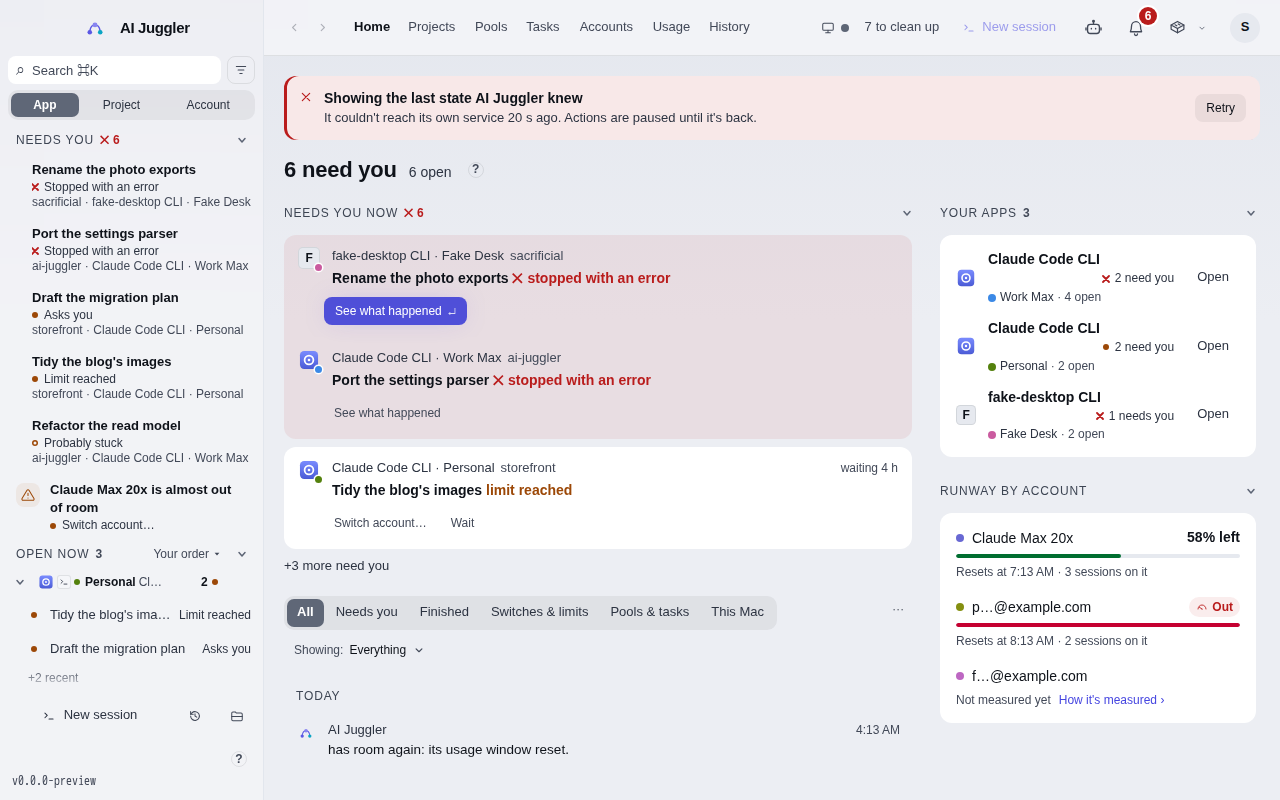 AI Juggler
Search ⌘K
App Project Account
NEEDS YOU 6
Rename the photo exports
Stopped with an error
sacrificial · fake-desktop CLI · Fake Desk
Port the settings parser
Stopped with an error
ai-juggler · Claude Code CLI · Work Max
Draft the migration plan
Asks you
storefront · Claude Code CLI · Personal
Tidy the blog's images
Limit reached
storefront · Claude Code CLI · Personal
Refactor the read model
Probably stuck
ai-juggler · Claude Code CLI · Work Max
Claude Max 20x is almost out
of room
Switch account…
OPEN NOW 3 Your order
Personal Cl… 2
Tidy the blog's ima… Limit reached
Draft the migration plan Asks you
+2 recent
New session
?
v0.0.0-preview
Home Projects Pools Tasks Accounts Usage History
7 to clean up
New session
6
S
Showing the last state AI Juggler knew
It couldn't reach its own service 20 s ago. Actions are paused until it's back.
Retry
6 need you 6 open ?
NEEDS YOU NOW 6
F fake-desktop CLI · Fake Desk sacrificial
Rename the photo exports stopped with an error
See what happened
Claude Code CLI · Work Max ai-juggler
Port the settings parser stopped with an error
See what happened
Claude Code CLI · Personal storefront waiting 4 h
Tidy the blog's images limit reached
Switch account… Wait
+3 more need you
All Needs you Finished Switches & limits Pools & tasks This Mac
Showing: Everything
TODAY
AI Juggler 4:13 AM
has room again: its usage window reset.
YOUR APPS 3
Claude Code CLI
2 need you
Work Max · 4 open
Open
Claude Code CLI
2 need you
Personal · 2 open
Open
F fake-desktop CLI
1 needs you
Fake Desk · 2 open
Open
RUNWAY BY ACCOUNT
Claude Max 20x 58% left
Resets at 7:13 AM · 3 sessions on it
p…@example.com Out
Resets at 8:13 AM · 2 sessions on it
f…@example.com
Not measured yet How it's measured ›